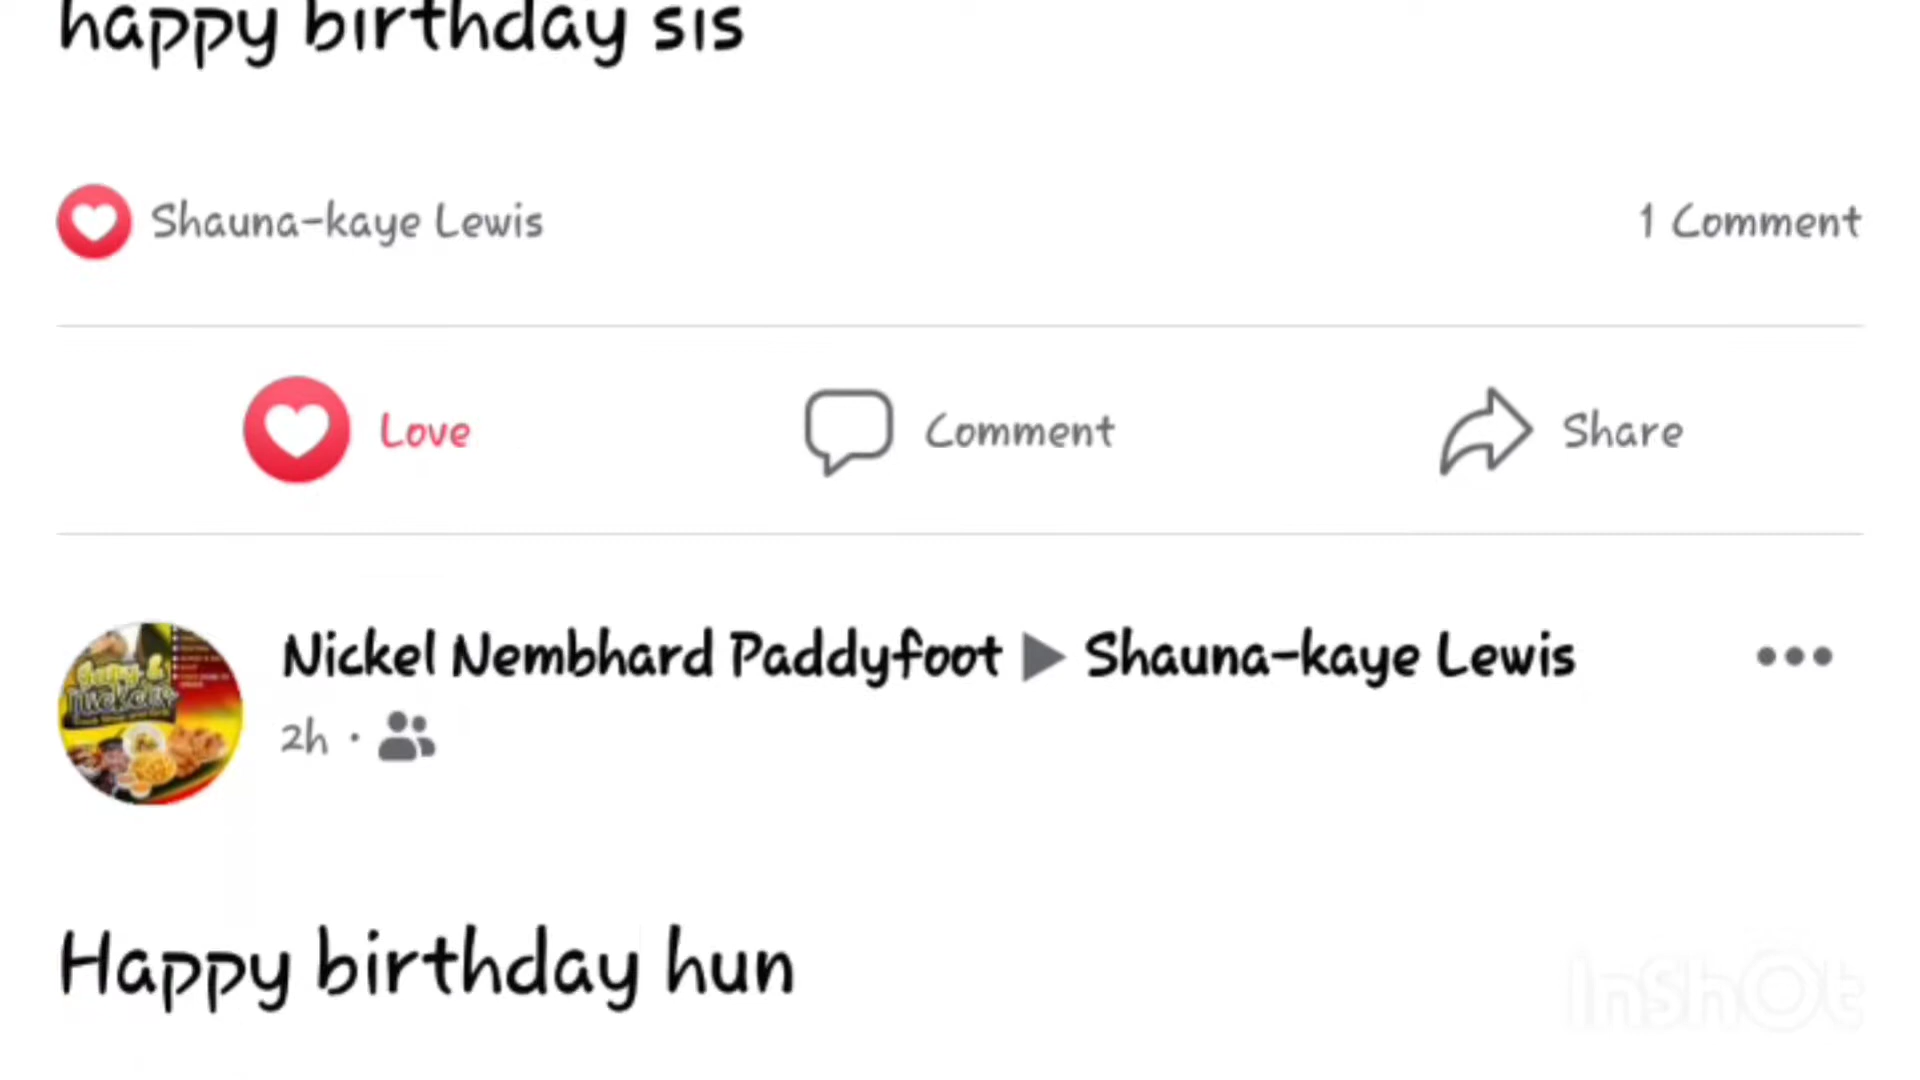 happy birthday sis
Shauna-kaye Lewis
1 Comment
Love
Comment
Share
Nickel Nembhard Paddyfoot ▶ Shauna-kaye Lewis
2h ·
Happy birthday hun
InShOt